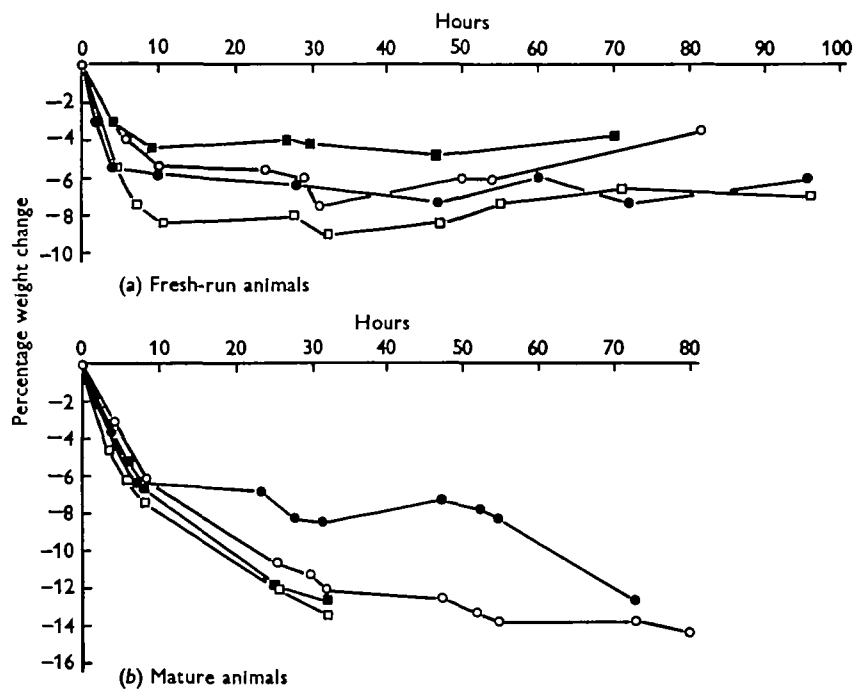 Hours
0 10 20 30 40 50 60 70 80 90 100
−2
−4
−6
−8
−10
(a) Fresh-run animals
Percentage weight change
Hours
0 10 20 30 40 50 60 70 80
−2
−4
−6
−8
−10
−12
−14
−16
(b) Mature animals